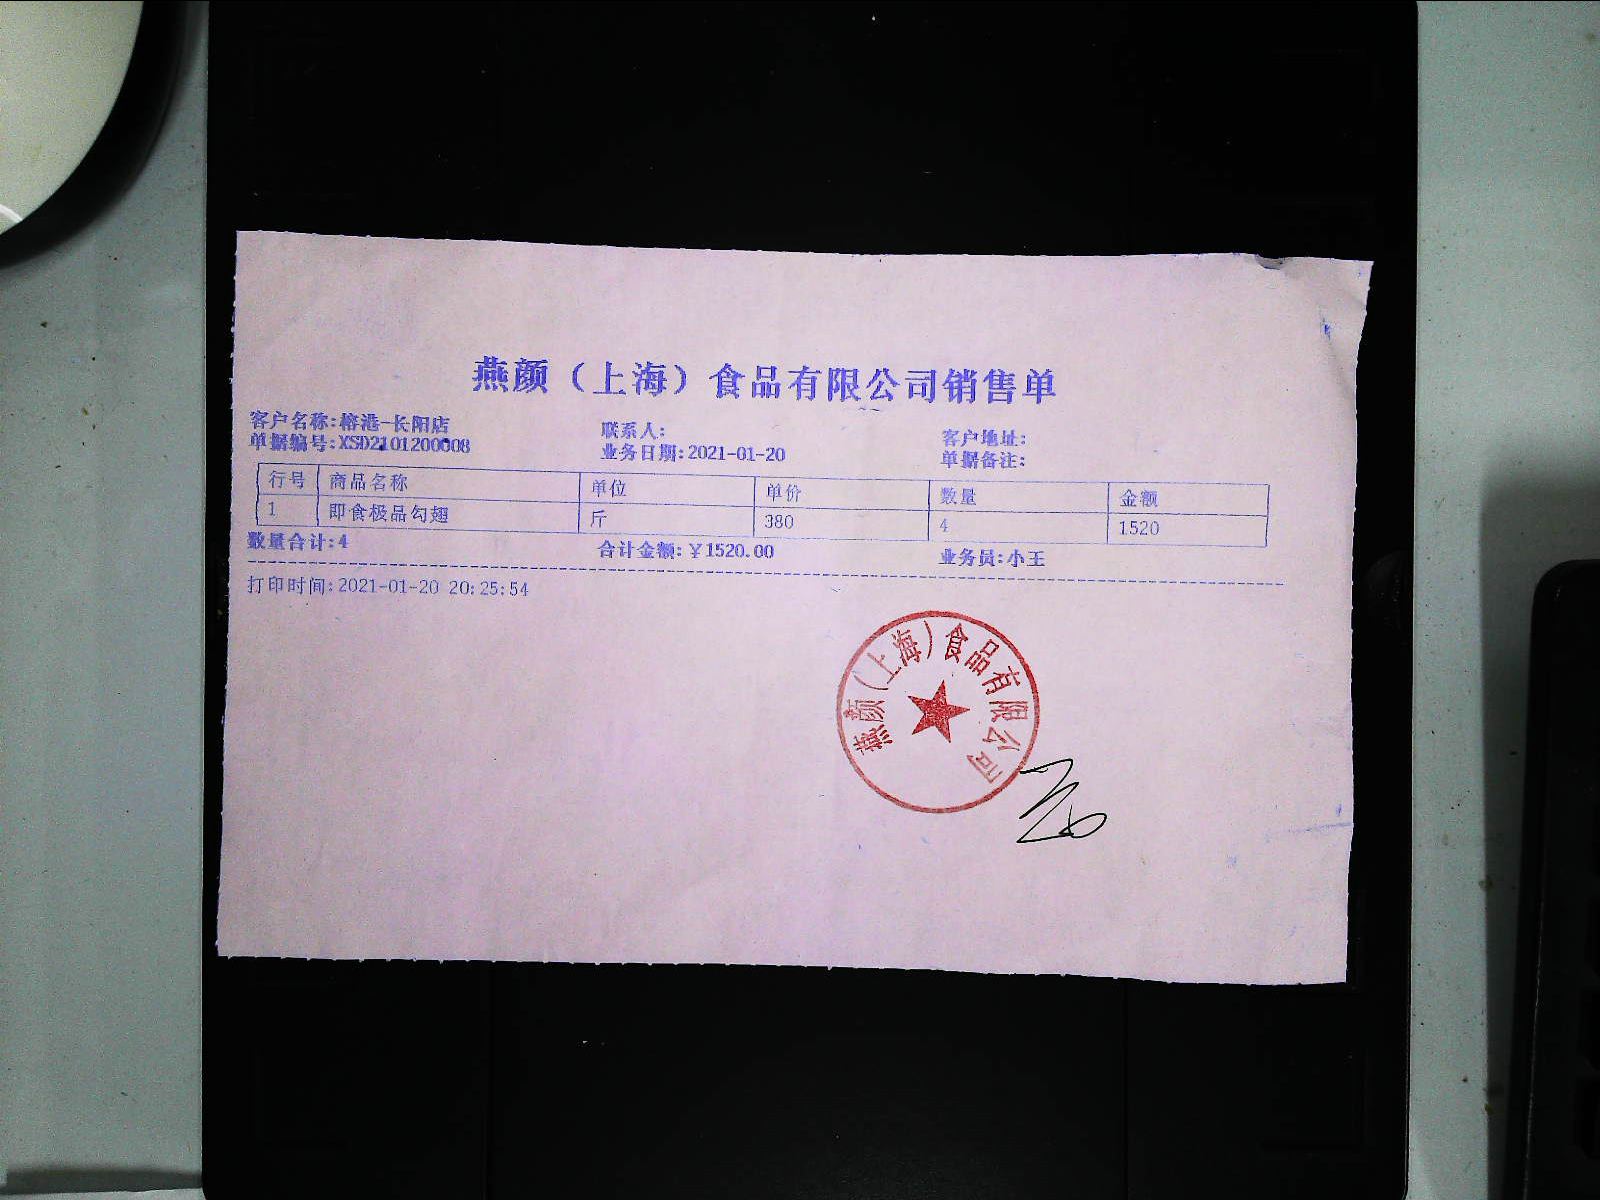 燕颜（上海）食品有限公司销售单
客户名称:榕港-长阳店 联系人: 客户地址:
单据编号:XSD2101200008 业务日期:2021-01-20 单据备注:
行号 商品名称 单位 单价 数量 金额
1 即食极品勾翅 斤 380 4 1520
数量合计:4 合计金额:￥1520.00 业务员:小王
打印时间:2021-01-20 20:25:54
燕颜（上海）食品有限公司